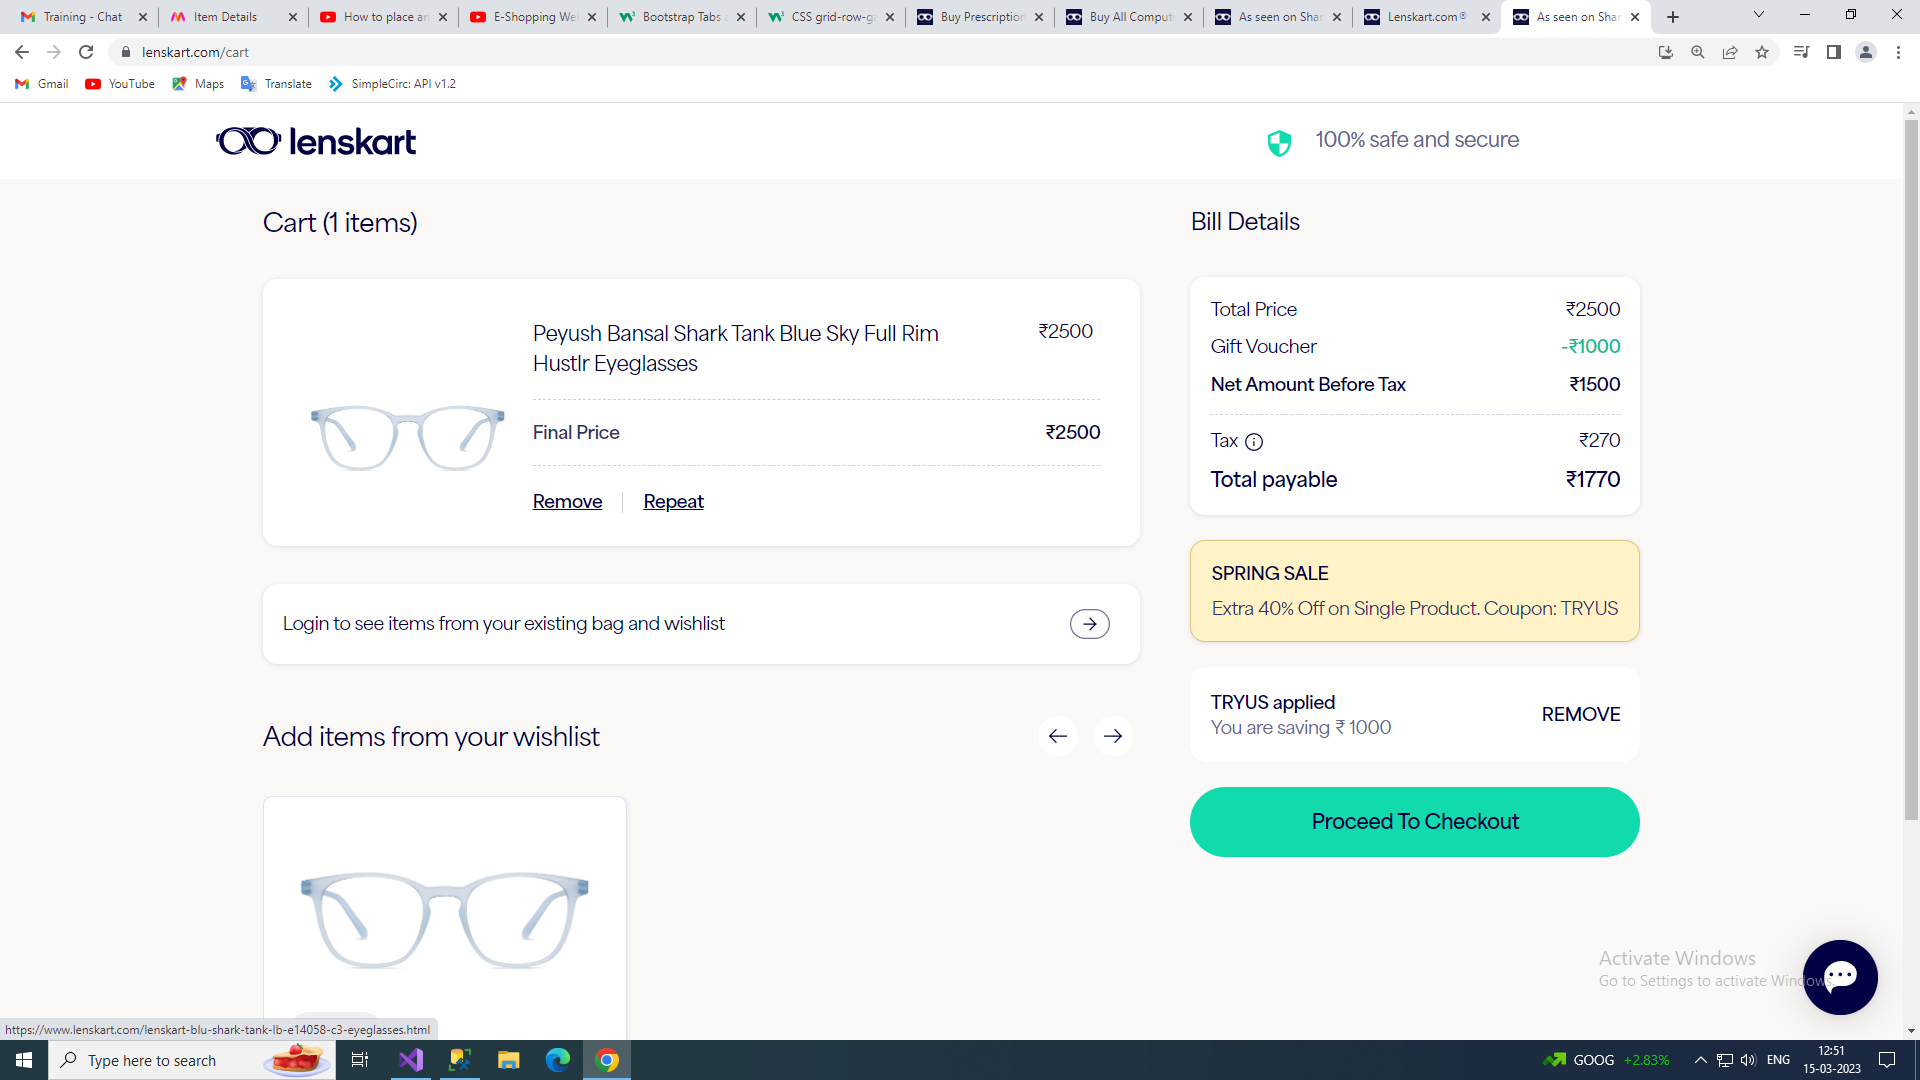 Training - Chat
Item Details
How to place an
E-Shopping We
Bootstrap Tabs a
CSS grid-row-ga
Buy Prescription
Buy All Compute
As seen on Shar
Lenskart.com®
As seen on Shar
lenskart.com/cart
Gmail
YouTube
Maps
Translate
SimpleCirc: API v1.2
lenskart
100% safe and secure
Cart (1 items)
Bill Details
Peyush Bansal Shark Tank Blue Sky Full Rim
Hustlr Eyeglasses
₹2500
Final Price
₹2500
Remove
Repeat
Total Price
₹2500
Gift Voucher
-₹1000
Net Amount Before Tax
₹1500
Tax
₹270
Total payable
₹1770
SPRING SALE
Extra 40% Off on Single Product. Coupon: TRYUS
Login to see items from your existing bag and wishlist
TRYUS applied
You are saving ₹ 1000
REMOVE
Add items from your wishlist
Proceed To Checkout
Activate Windows
Go to Settings to activate Windows.
https://www.lenskart.com/lenskart-blu-shark-tank-lb-e14058-c3-eyeglasses.html
Type here to search
GOOG +2.83%
ENG
12:51
15-03-2023